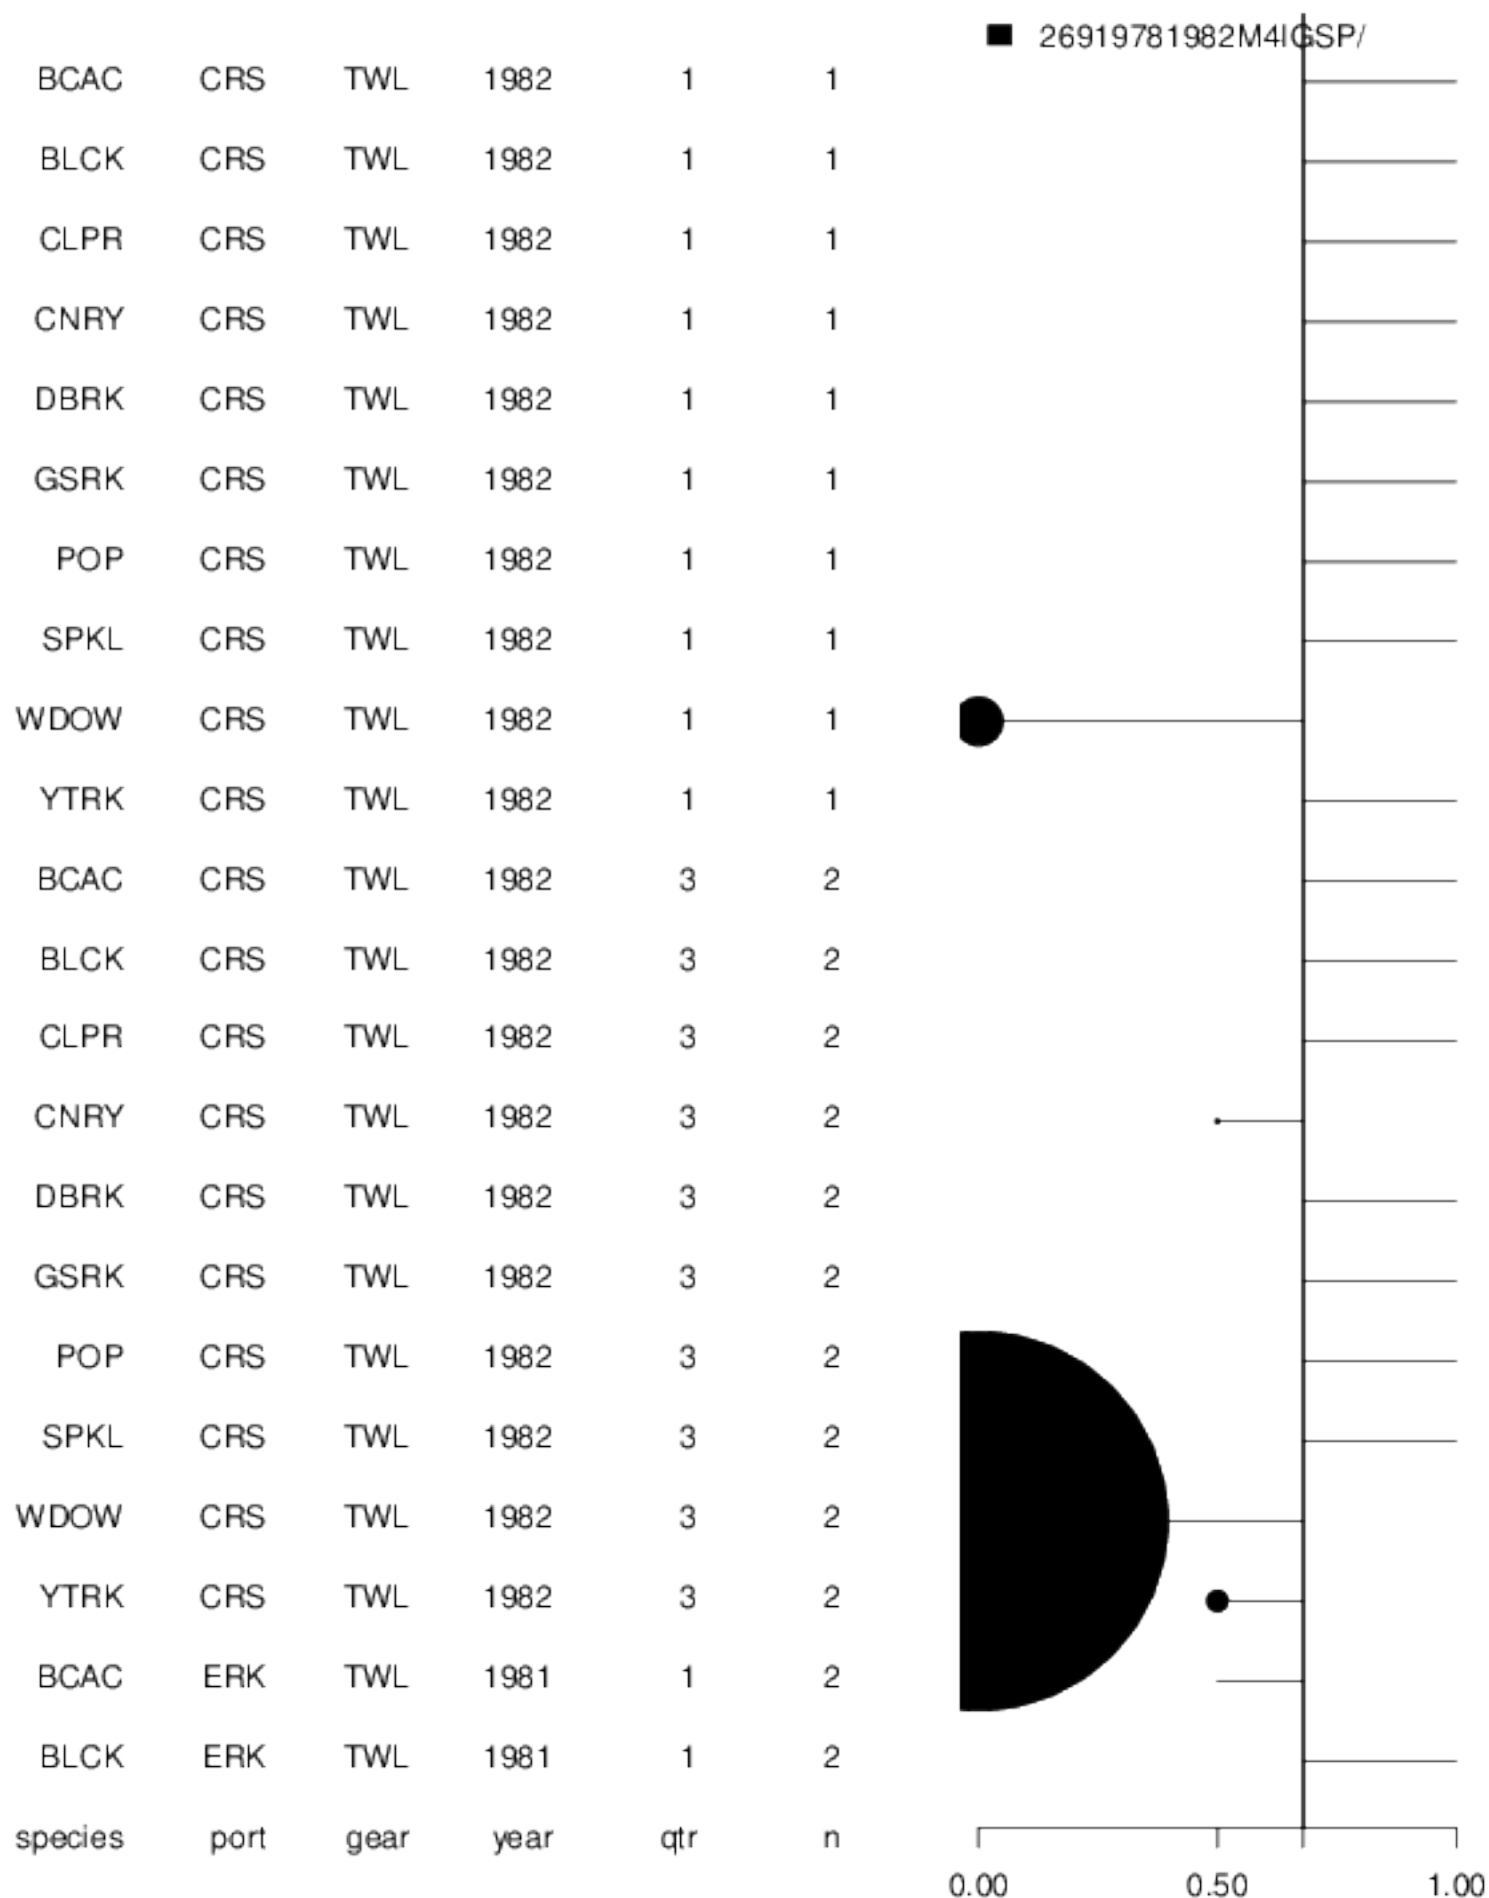 26919781982M4IGSP/
BCAC CRS TWL 1982 1 1
BLCK CRS TWL 1982 1 1
CLPR CRS TWL 1982 1 1
CNRY CRS TWL 1982 1 1
DBRK CRS TWL 1982 1 1
GSRK CRS TWL 1982 1 1
POP CRS TWL 1982 1 1
SPKL CRS TWL 1982 1 1
WDOW CRS TWL 1982 1 1
YTRK CRS TWL 1982 1 1
BCAC CRS TWL 1982 3 2
BLCK CRS TWL 1982 3 2
CLPR CRS TWL 1982 3 2
CNRY CRS TWL 1982 3 2
DBRK CRS TWL 1982 3 2
GSRK CRS TWL 1982 3 2
POP CRS TWL 1982 3 2
SPKL CRS TWL 1982 3 2
WDOW CRS TWL 1982 3 2
YTRK CRS TWL 1982 3 2
BCAC ERK TWL 1981 1 2
BLCK ERK TWL 1981 1 2
species port gear year qtr n
0.00 0.50 1.00